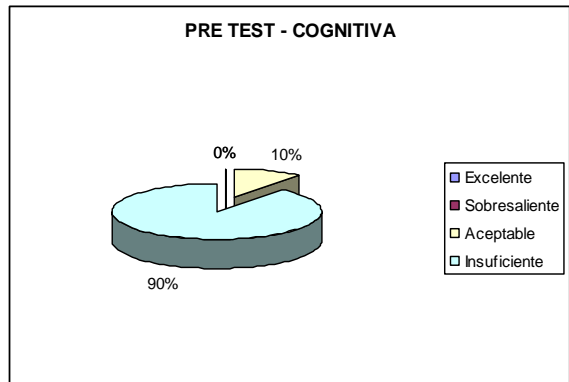 PRE TEST - COGNITIVA
0%
10%
90%
Excelente
Sobresaliente
Aceptable
Insuficiente